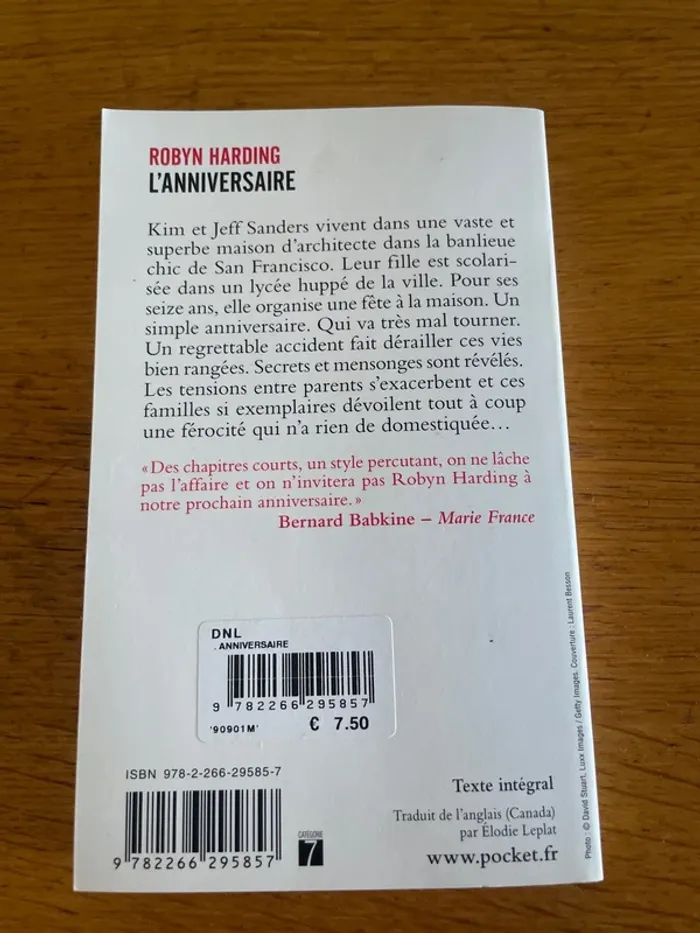 ROBYN HARDING
L'ANNIVERSAIRE
Kim et Jeff Sanders vivent dans une vaste et
superbe maison d'architecte dans la banlieue
chic de San Francisco. Leur fille est scolari-
sée dans un lycée huppé de la ville. Pour ses
seize ans, elle organise une fête à la maison. Un
simple anniversaire. Qui va très mal tourner.
Un regrettable accident fait dérailler ces vies
bien rangées. Secrets et mensonges sont révélés.
Les tensions entre parents s'exacerbent et ces
familles si exemplaires dévoilent tout à coup
une férocité qui n'a rien de domestiquée...
«Des chapitres courts, un style percutant, on ne lâche
pas l'affaire et on n'invitera pas Robyn Harding à
notre prochain anniversaire.»
Bernard Babkine – Marie France
DNL
. ANNIVERSAIRE
9 782266 295857
'90901M'
€ 7.50
ISBN 978-2-266-29585-7
9 782266 295857
CATÉGORIE
7
Texte intégral
Traduit de l'anglais (Canada)
par Élodie Leplat
www.pocket.fr
Photo : © David Stuart, Luxx Images / Getty Images. Couverture : Laurent Besson